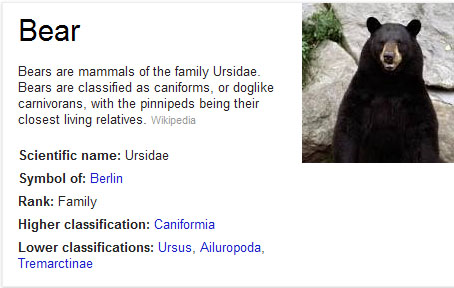 Bear
Bears are mammals of the family Ursidae.
Bears are classified as caniforms, or doglike
carnivorans, with the pinnipeds being their
closest living relatives. Wikipedia
Scientific name: Ursidae
Symbol of: Berlin
Rank: Family
Higher classification: Caniformia
Lower classifications: Ursus, Ailuropoda,
Tremarctinae